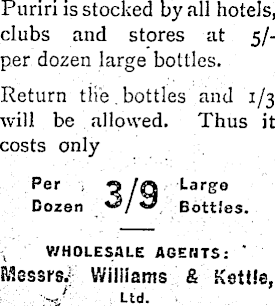 Puriri is stocked by all hotels,
clubs and stores at 5/-
per dozen large bottles.
Return the bottles and 1/3
will be allowed. Thus it
costs only
Per Dozen 3/9 Large Bottles.
WHOLESALE AGENTS:
Messrs. Williams & Kettle,
Ltd.